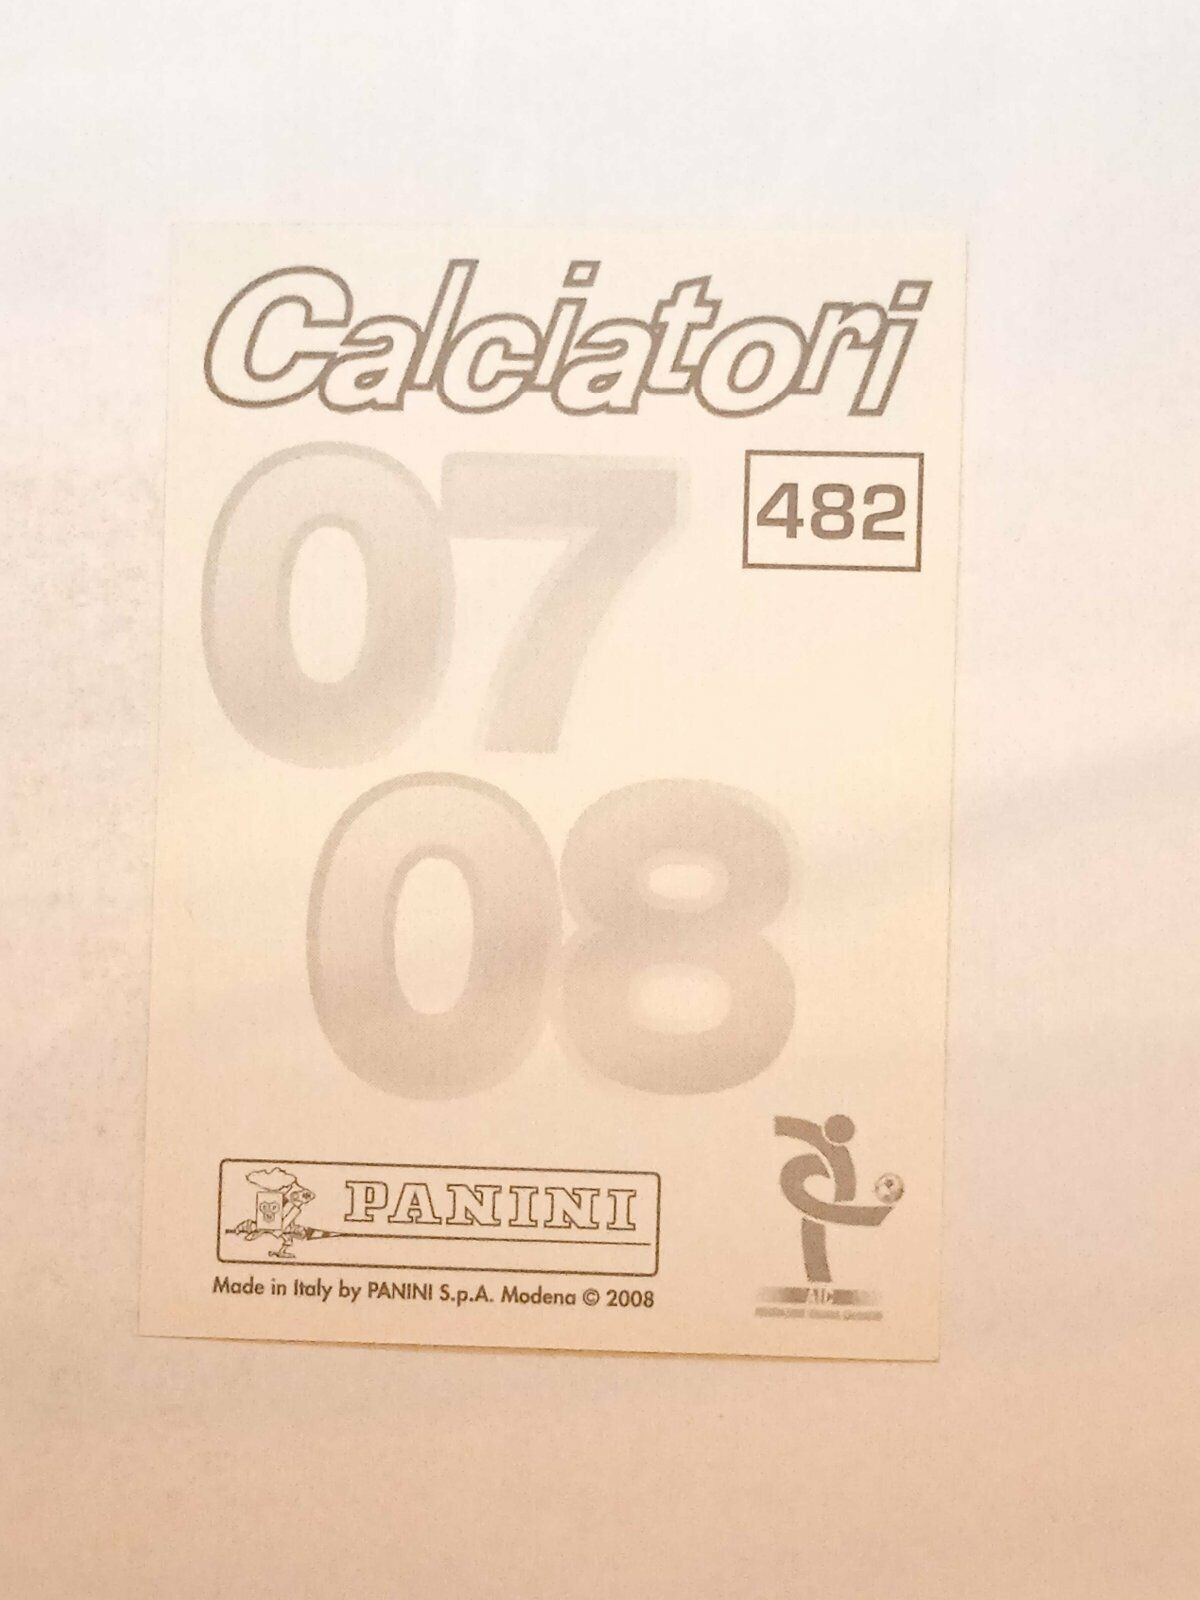 Calciatori
07
482
08
PANINI
Made in Italy by PANINI S.p.A. Modena © 2008
AIC